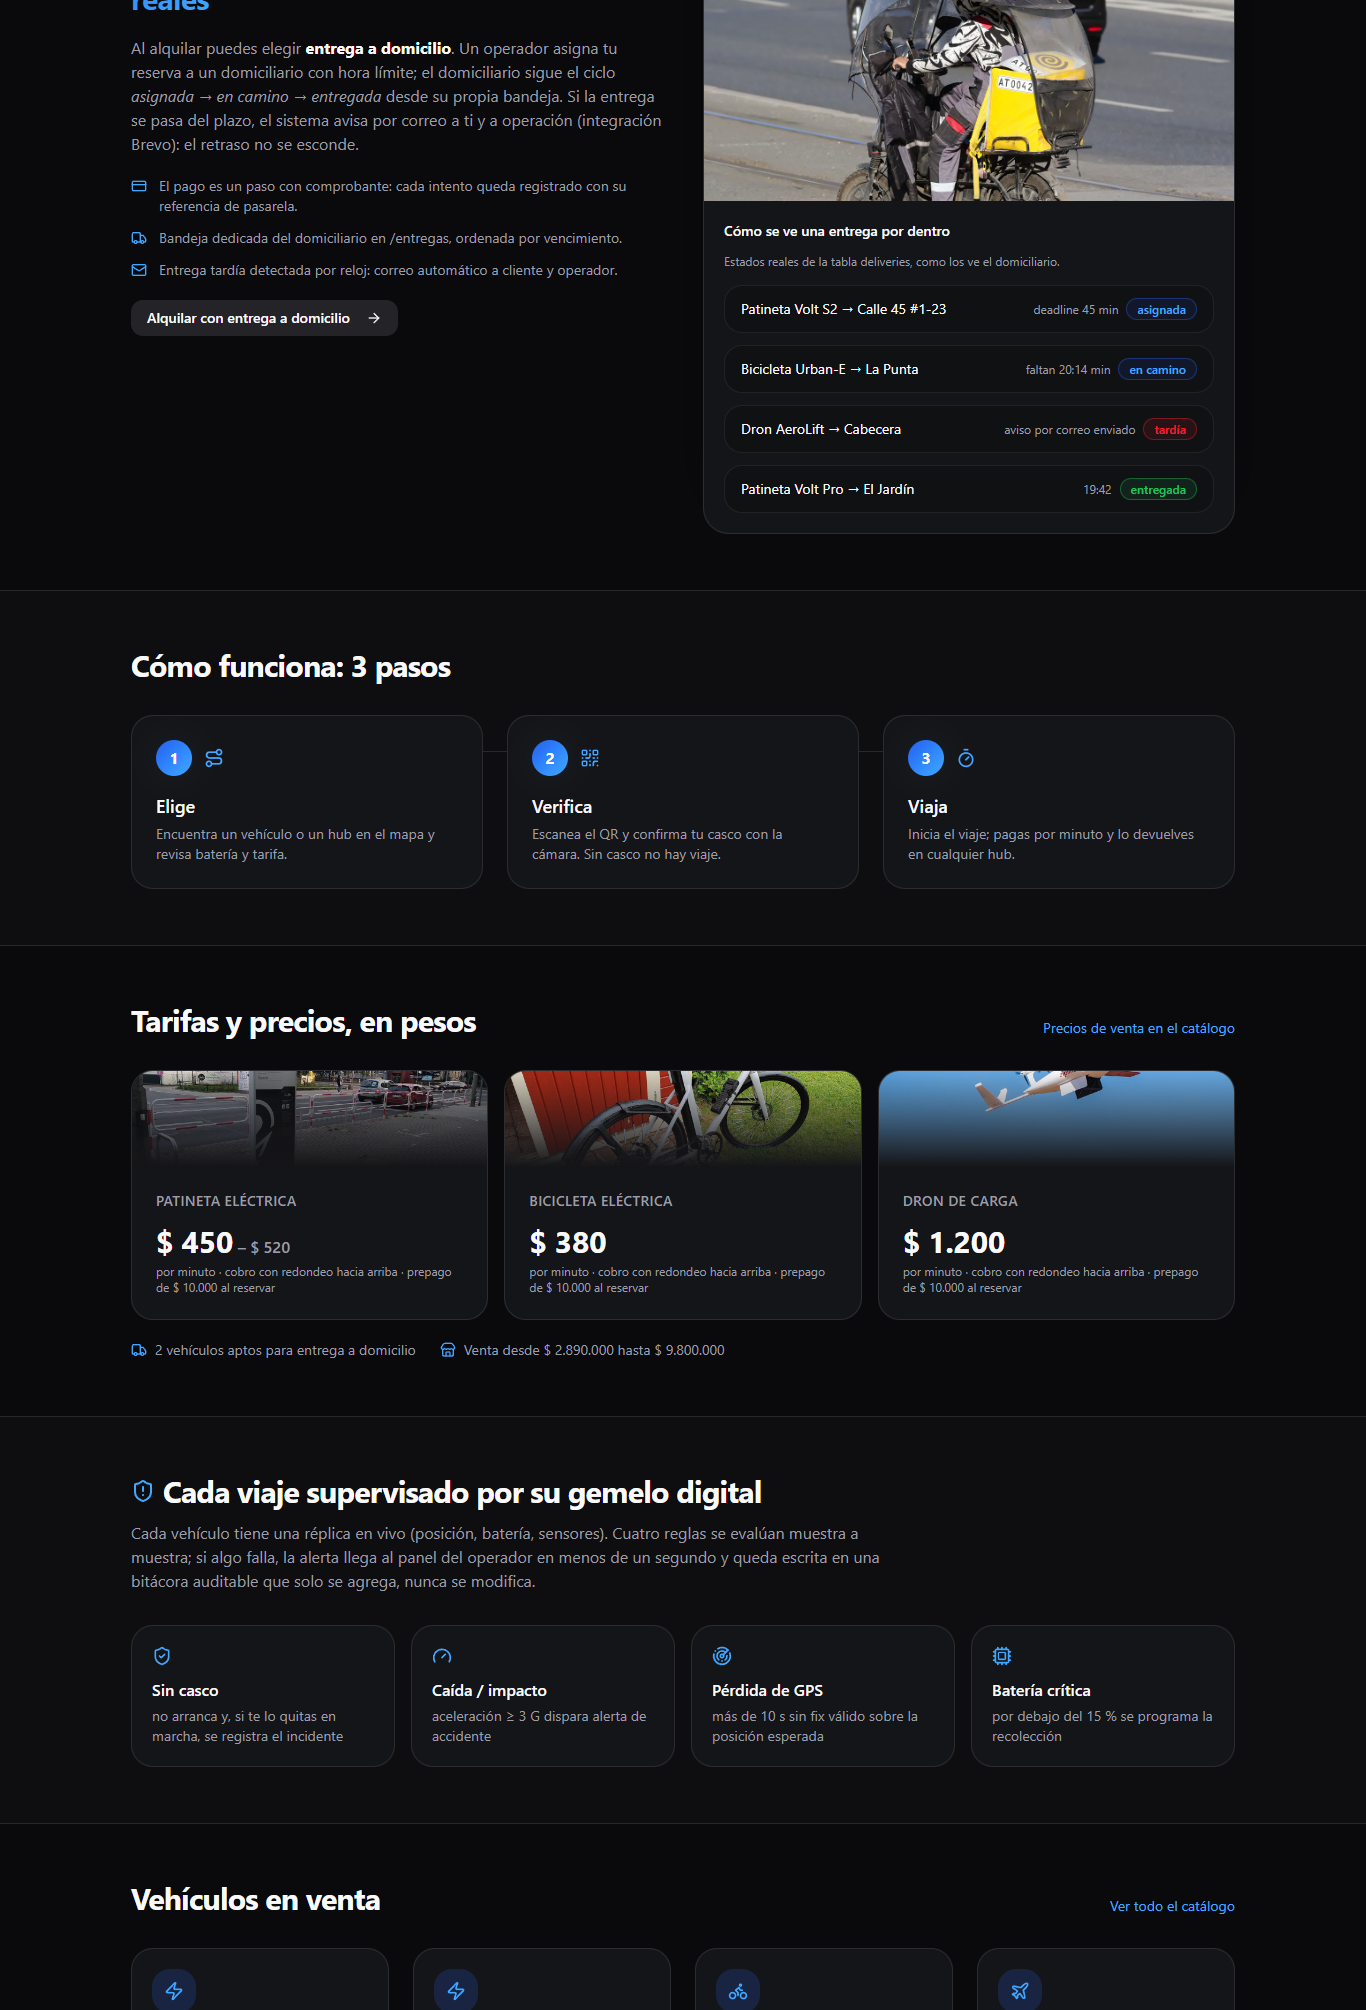 reales
Al alquilar puedes elegir entrega a domicilio. Un operador asigna tu
reserva a un domiciliario con hora límite; el domiciliario sigue el ciclo
asignada → en camino → entregada desde su propia bandeja. Si la entrega
se pasa del plazo, el sistema avisa por correo a ti y a operación (integración
Brevo): el retraso no se esconde.
El pago es un paso con comprobante: cada intento queda registrado con su
referencia de pasarela.
Bandeja dedicada del domiciliario en /entregas, ordenada por vencimiento.
Entrega tardía detectada por reloj: correo automático a cliente y operador.
Alquilar con entrega a domicilio →
AT0042
Cómo se ve una entrega por dentro
Estados reales de la tabla deliveries, como los ve el domiciliario.
Patineta Volt S2 → Calle 45 #1-23 deadline 45 min asignada
Bicicleta Urban-E → La Punta faltan 20:14 min en camino
Dron AeroLift → Cabecera aviso por correo enviado tardía
Patineta Volt Pro → El Jardín 19:42 entregada
Cómo funciona: 3 pasos
1
Elige
Encuentra un vehículo o un hub en el mapa y
revisa batería y tarifa.
2
Verifica
Escanea el QR y confirma tu casco con la
cámara. Sin casco no hay viaje.
3
Viaja
Inicia el viaje; pagas por minuto y lo devuelves
en cualquier hub.
Tarifas y precios, en pesos
Precios de venta en el catálogo
PATINETA ELÉCTRICA
$ 450 – $ 520
por minuto · cobro con redondeo hacia arriba · prepago
de $ 10.000 al reservar
BICICLETA ELÉCTRICA
$ 380
por minuto · cobro con redondeo hacia arriba · prepago
de $ 10.000 al reservar
DRON DE CARGA
$ 1.200
por minuto · cobro con redondeo hacia arriba · prepago
de $ 10.000 al reservar
2 vehículos aptos para entrega a domicilio
Venta desde $ 2.890.000 hasta $ 9.800.000
Cada viaje supervisado por su gemelo digital
Cada vehículo tiene una réplica en vivo (posición, batería, sensores). Cuatro reglas se evalúan muestra a
muestra; si algo falla, la alerta llega al panel del operador en menos de un segundo y queda escrita en una
bitácora auditable que solo se agrega, nunca se modifica.
Sin casco
no arranca y, si te lo quitas en
marcha, se registra el incidente
Caída / impacto
aceleración ≥ 3 G dispara alerta de
accidente
Pérdida de GPS
más de 10 s sin fix válido sobre la
posición esperada
Batería crítica
por debajo del 15 % se programa la
recolección
Vehículos en venta
Ver todo el catálogo